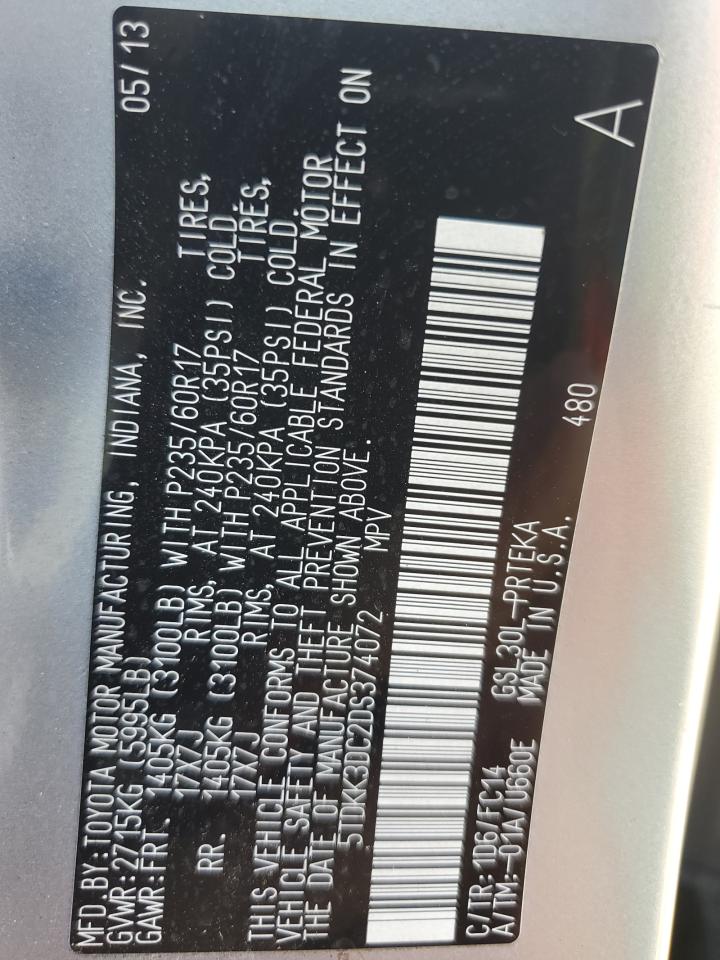 MFD.BY:TOYOTA MOTOR MANUFACTURING, INDIANA, INC. 05/13
GVWR:2715KG (5995LB)
GAWR:FRT. 1405KG (3100LB) WITH P235/60R17 TIRES,
17X7J RIMS, AT 240KPA (35PSI) COLD.
RR. 1405KG (3100LB) WITH P235/60R17 TIRES,
17X7J RIMS, AT 240KPA (35PSI) COLD.
THIS VEHICLE CONFORMS TO ALL APPLICABLE FEDERAL MOTOR
VEHICLE SAFETY AND THEFT PREVENTION STANDARDS IN EFFECT ON
THE DATE OF MANUFACTURE SHOWN ABOVE.
5TDKK3DC2DS374072 MPV
C/TR: 1D6/FC14 GSL30L-PRTEKA 480 A
A/TM:-01A/U660E MADE IN U.S.A.